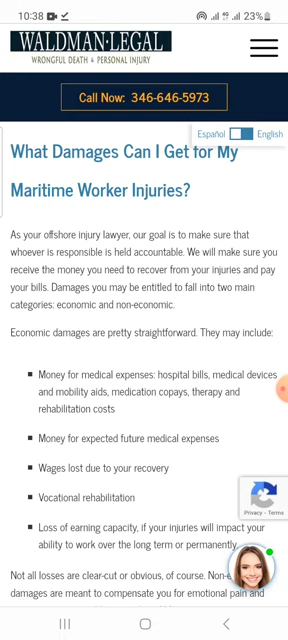 10:38
23%
WALDMAN·LEGAL
WRONGFUL DEATH & PERSONAL INJURY
Call Now: 346-646-5973
Español English
What Damages Can I Get for My
Maritime Worker Injuries?
As your offshore injury lawyer, our goal is to make sure that
whoever is responsible is held accountable. We will make sure you
receive the money you need to recover from your injuries and pay
your bills. Damages you may be entitled to fall into two main
categories: economic and non-economic.
Economic damages are pretty straightforward. They may include:
Money for medical expenses: hospital bills, medical devices
and mobility aids, medication copays, therapy and
rehabilitation costs
Money for expected future medical expenses
Wages lost due to your recovery
Vocational rehabilitation
Privacy - Terms
Loss of earning capacity, if your injuries will impact your
ability to work over the long term or permanently
Not all losses are clear-cut or obvious, of course.
damages are meant to compensate you for emotional pain and